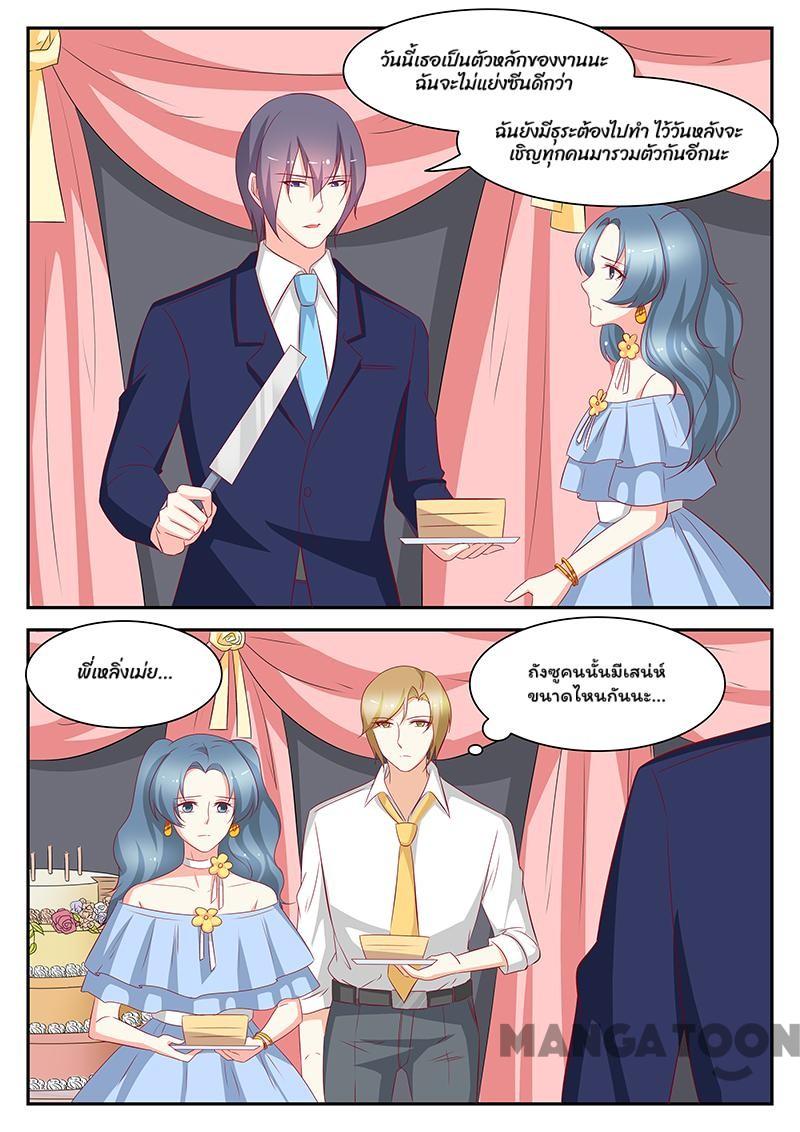 วันนี้เธอเป็นตัวหลักของงานนะ
ฉันจะไม่แย่งซีนดีกว่า
ฉันยังมีธุระต้องไปทำ ไว้วันหลังจะ
เชิญทุกคนมารวมตัวกันอีกนะ
พี่เหลิ่งเม่ย...
ถังซูคนนั้นมีเสน่ห์
ขนาดไหนกันนะ...
MANGATOON